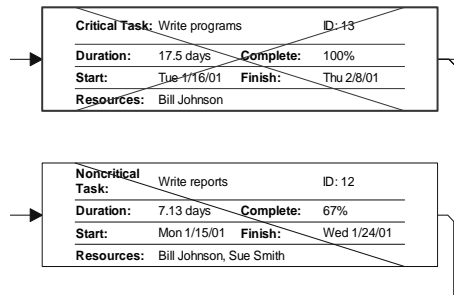 Critical Task: Write programs ID: 13
Duration: 17.5 days Complete: 100%
Start: Tue 1/16/01 Finish: Thu 2/8/01
Resources: Bill Johnson
Noncritical
Task: Write reports ID: 12
Duration: 7.13 days Complete: 67%
Start: Mon 1/15/01 Finish: Wed 1/24/01
Resources: Bill Johnson, Sue Smith